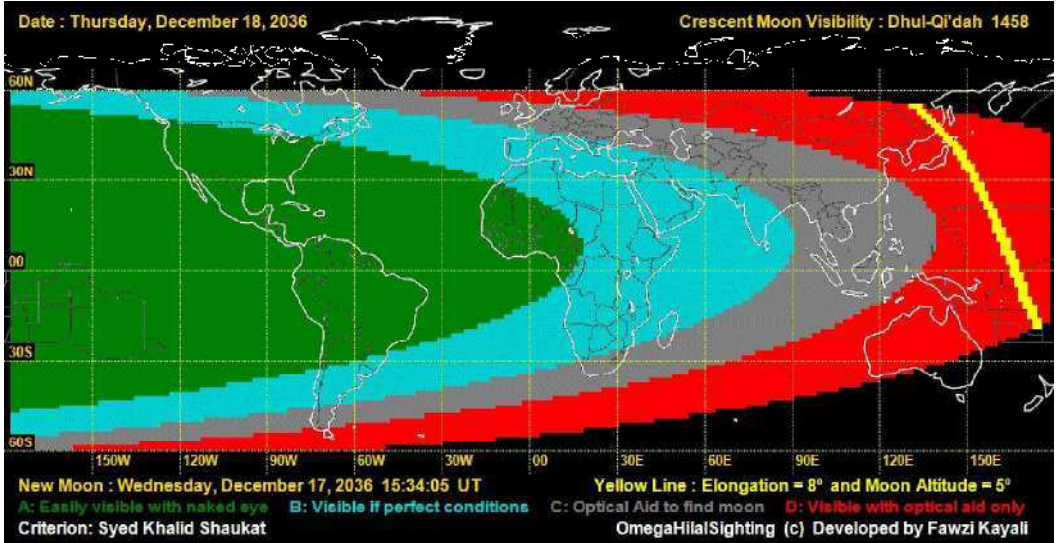 Date : Thursday, December 18, 2036
Crescent Moon Visibility : Dhul-Qi'dah 1458
60N
30N
00
30S
60S
150W 120W 90W 60W 30W 00 30E 60E 90E 120E 150E
New Moon : Wednesday, December 17, 2036 15:34:05 UT
Yellow Line : Elongation = 8º and Moon Altitude = 5º
A: Easily visible with naked eye B: Visible if perfect conditions C: Optical Aid to find moon D: Visible with optical aid only
Criterion: Syed Khalid Shaukat
OmegaHilalSighting (c) Developed by Fawzi Kayali